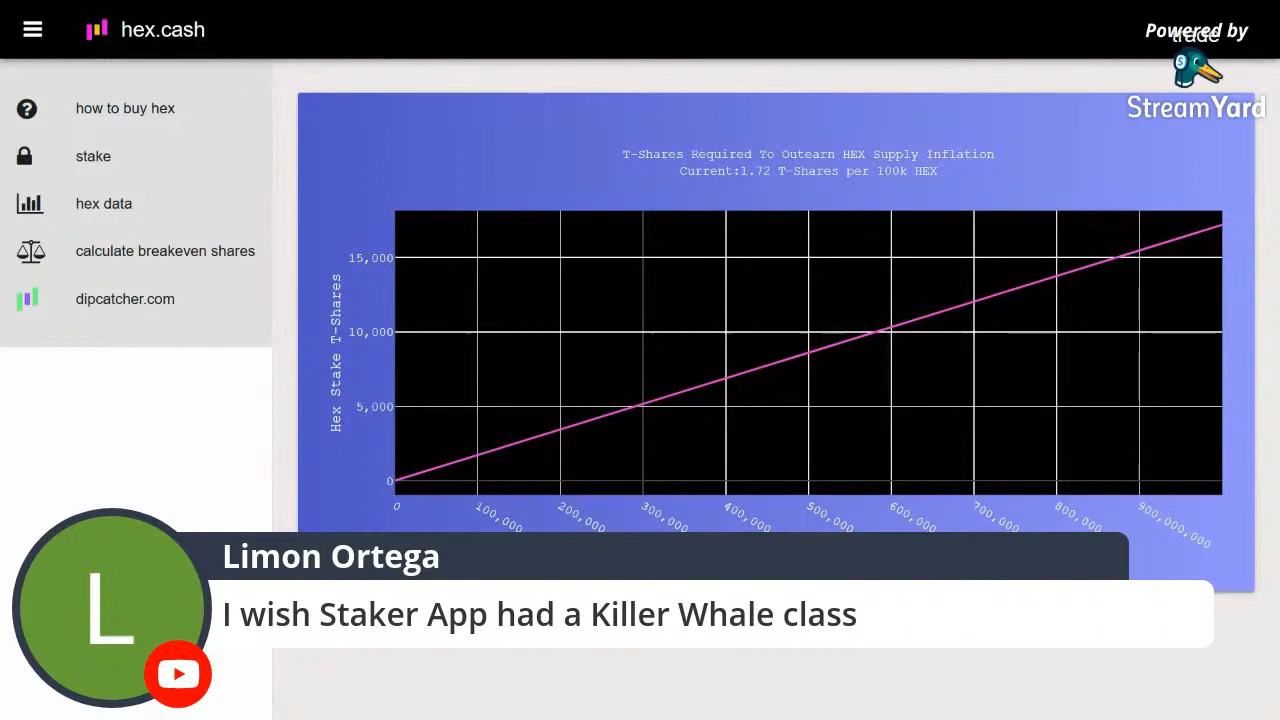 hex.cash
Powered by
trade
StreamYard
how to buy hex
stake
hex data
calculate breakeven shares
dipcatcher.com
T-Shares Required To Outearn HEX Supply Inflation
Current:1.72 T-Shares per 100k HEX
Hex Stake T-Shares
15,000
10,000
5,000
0
0
100,000
200,000
300,000
400,000
500,000
600,000
700,000
800,000
900,000,000
L
Limon Ortega
I wish Staker App had a Killer Whale class